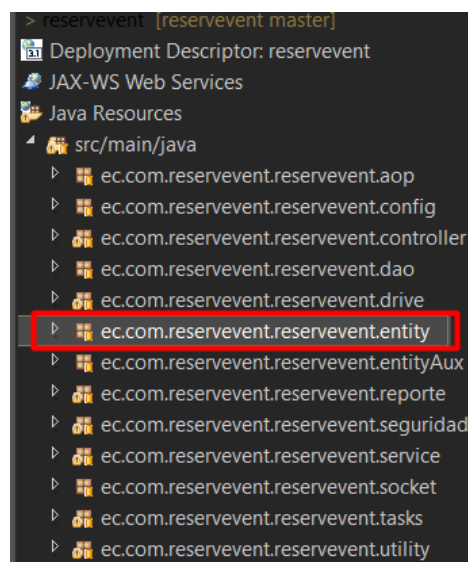 > reservevent [reservevent master]
3.1 Deployment Descriptor: reservevent
JAX-WS Web Services
Java Resources
src/main/java
ec.com.reservevent.reservevent.aop
ec.com.reservevent.reservevent.config
ec.com.reservevent.reservevent.controller
ec.com.reservevent.reservevent.dao
ec.com.reservevent.reservevent.drive
ec.com.reservevent.reservevent.entity
ec.com.reservevent.reservevent.entityAux
ec.com.reservevent.reservevent.reporte
ec.com.reservevent.reservevent.seguridad
ec.com.reservevent.reservevent.service
ec.com.reservevent.reservevent.socket
ec.com.reservevent.reservevent.tasks
ec.com.reservevent.reservevent.utility